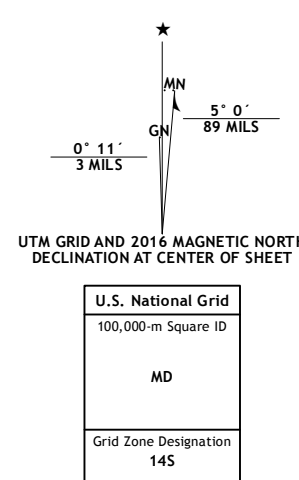 ★
MN
GN
5° 0´
89 MILS
0° 11´
3 MILS
UTM GRID AND 2016 MAGNETIC NORTH
DECLINATION AT CENTER OF SHEET
U.S. National Grid
100,000-m Square ID
MD
Grid Zone Designation
14S